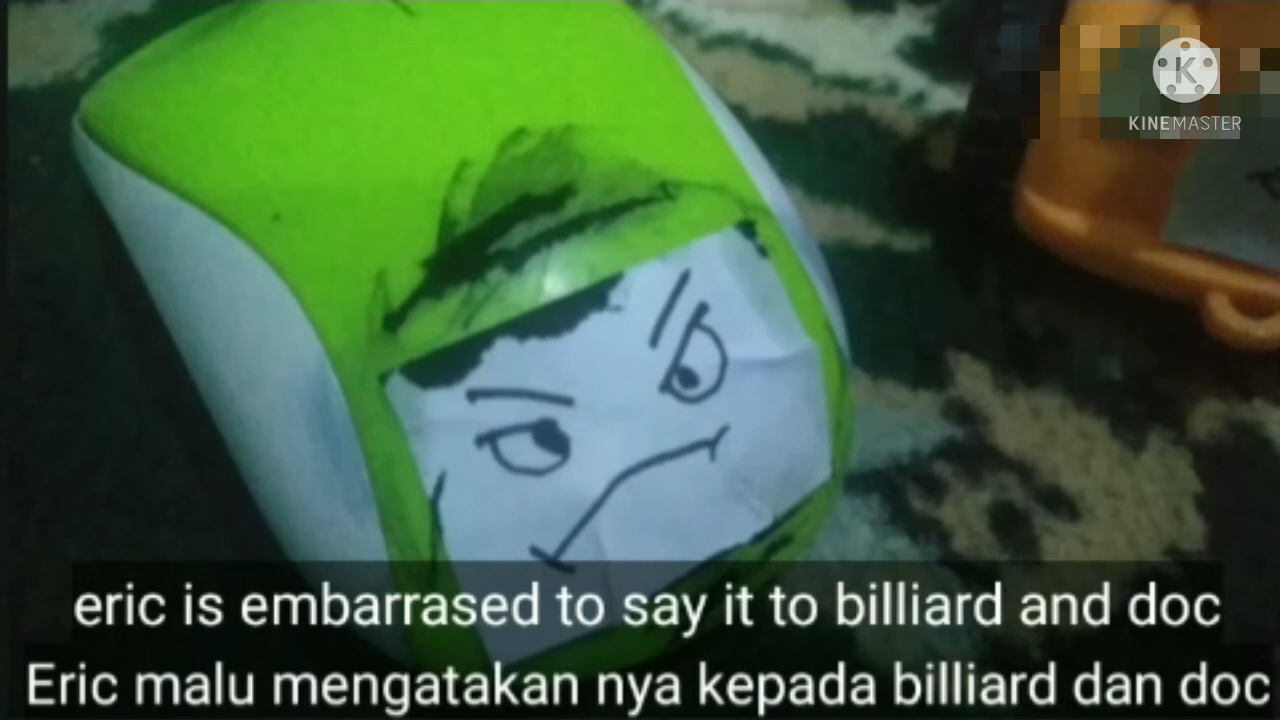 K
KINEMASTER
eric is embarrased to say it to billiard and doc
Eric malu mengatakan nya kepada billiard dan doc